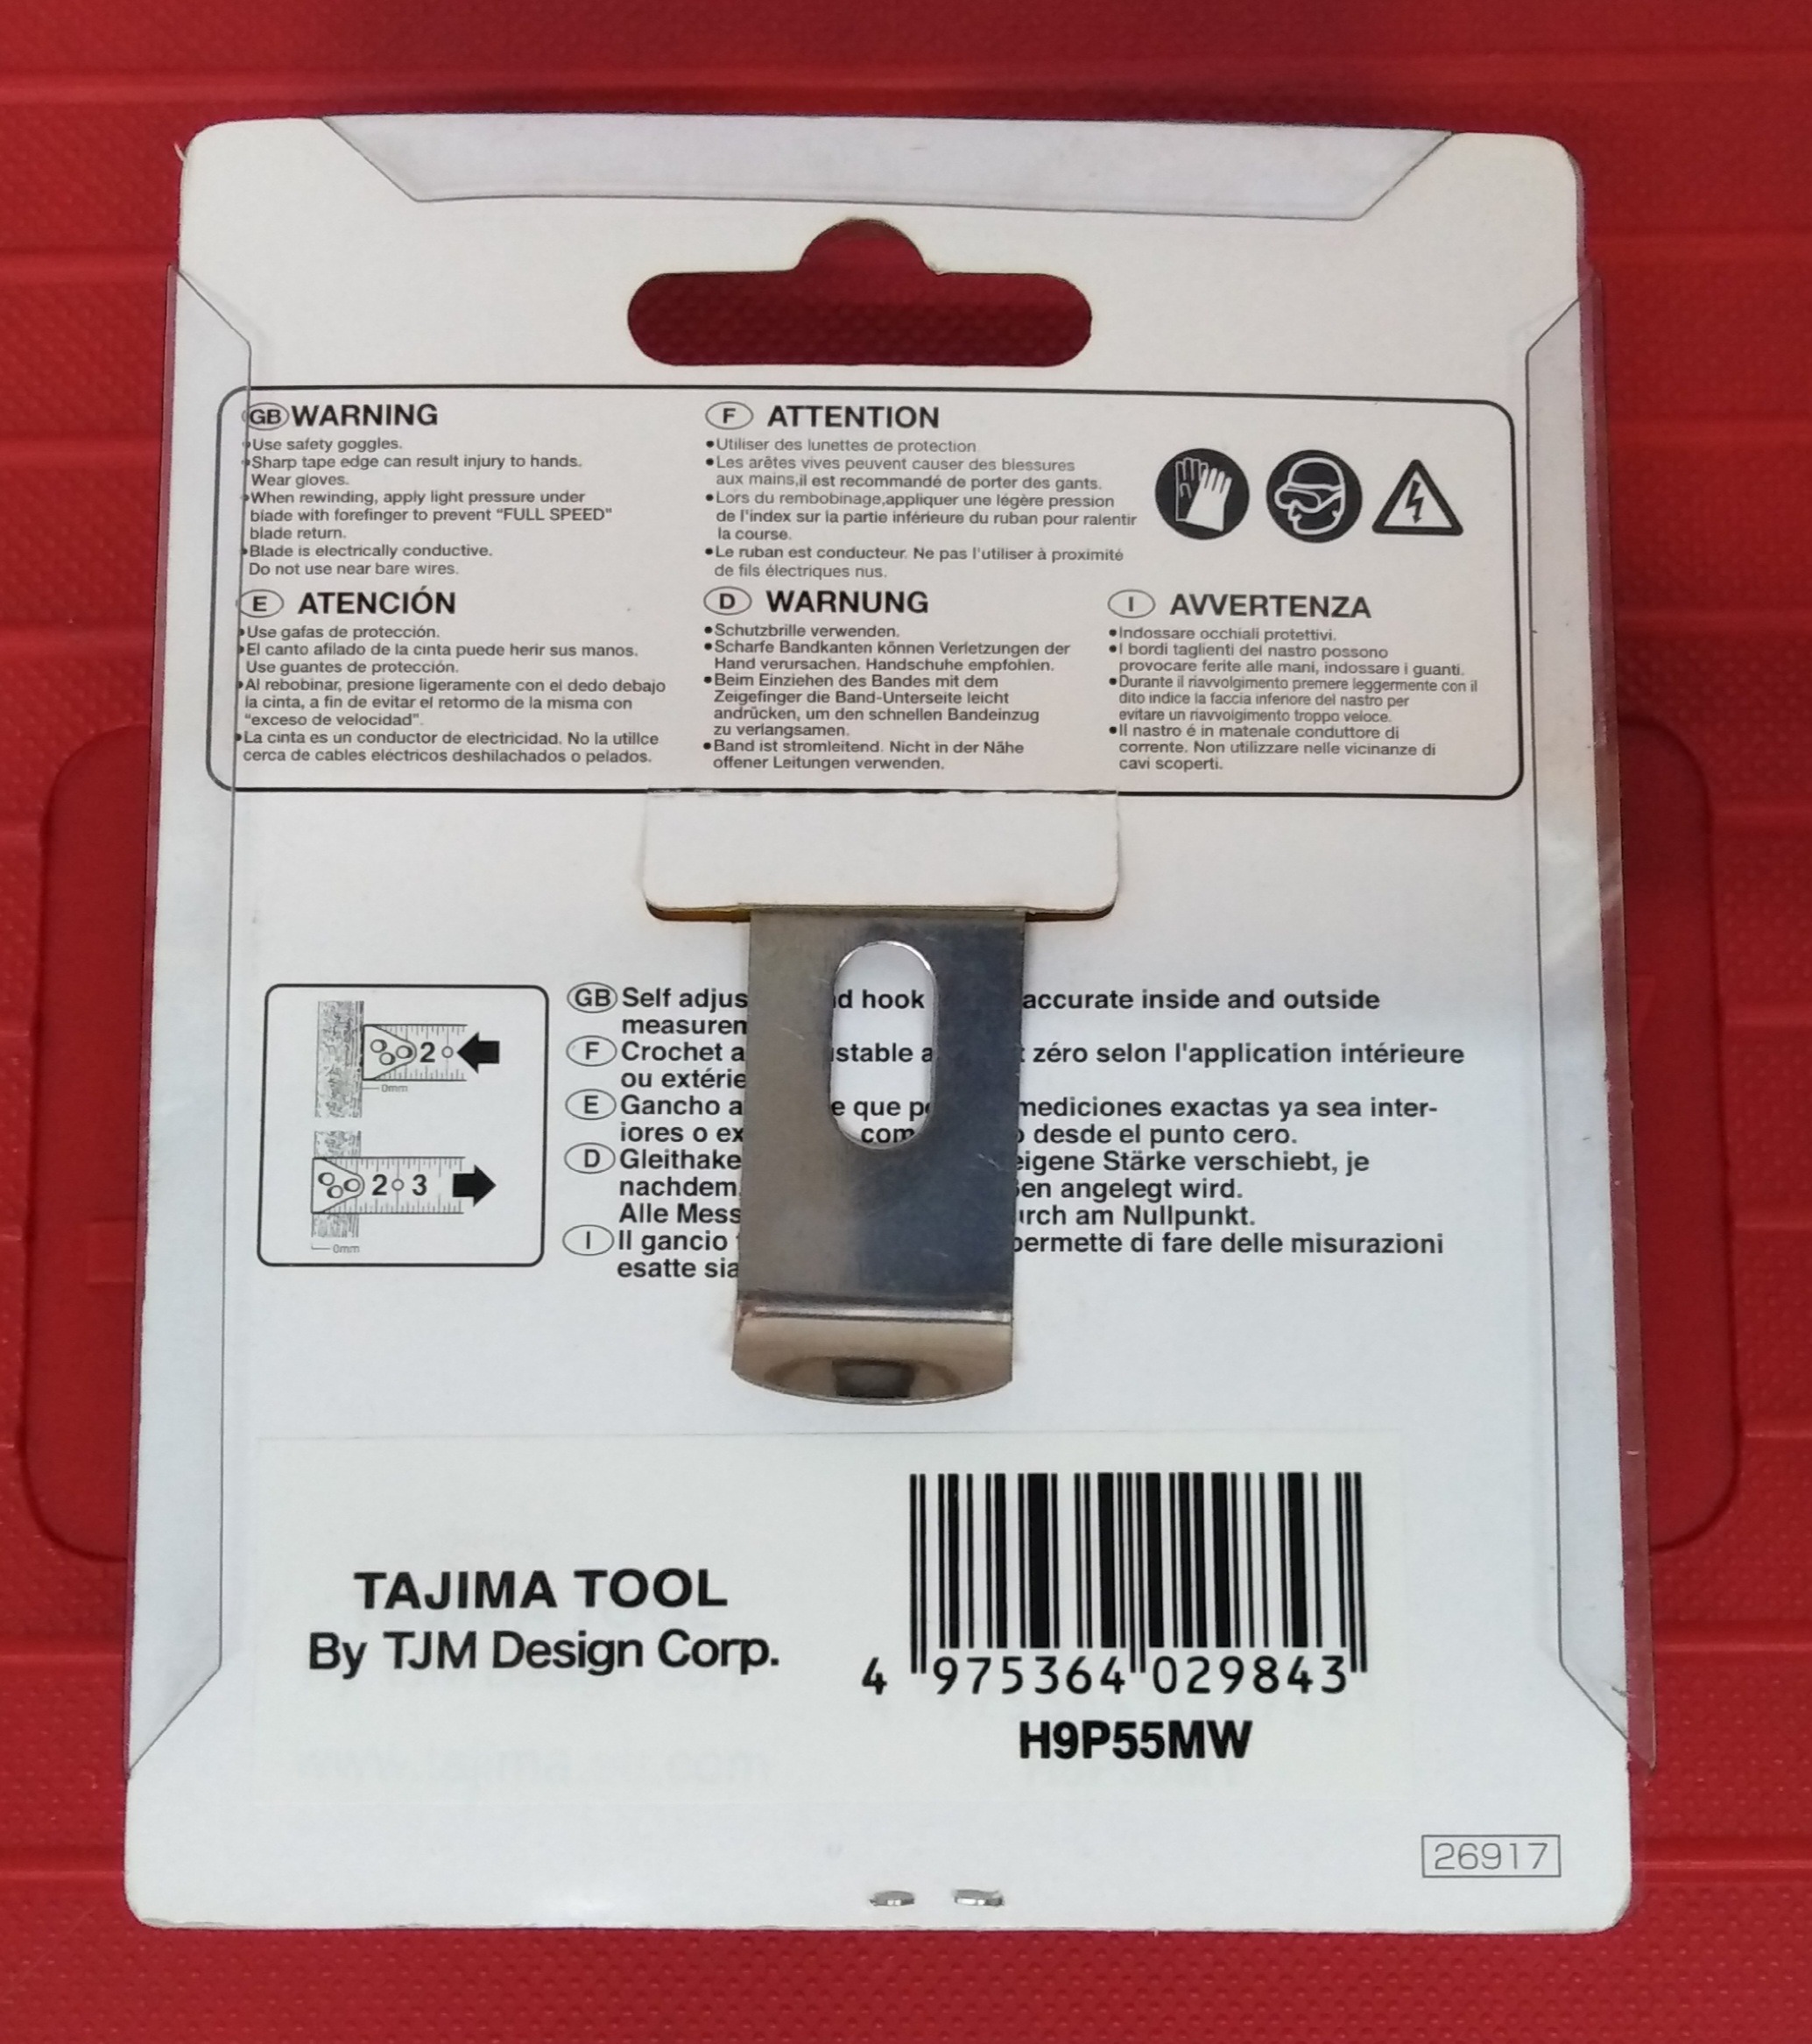 GB WARNING
•Use safety goggles.
•Sharp tape edge can result injury to hands.
Wear gloves.
•When rewinding, apply light pressure under
blade with forefinger to prevent “FULL SPEED”
blade return.
•Blade is electrically conductive.
Do not use near bare wires.
F ATTENTION
•Utiliser des lunettes de protection
•Les arêtes vives peuvent causer des blessures
aux mains,il est recommandé de porter des gants.
•Lors du rembobinage,appliquer une légère pression
de l'index sur la partie inférieure du ruban pour ralentir
la course.
•Le ruban est conducteur. Ne pas l'utiliser à proximité
de fils électriques nus.
E ATENCIÓN
•Use gafas de protección.
•El canto afilado de la cinta puede herir sus manos.
Use guantes de protección.
•Al rebobinar, presione ligeramente con el dedo debajo
la cinta, a fin de evitar el retormo de la misma con
“exceso de velocidad”.
•La cinta es un conductor de electricidad. No la utilice
cerca de cables eléctricos deshilachados o pelados.
D WARNUNG
•Schutzbrille verwenden.
•Scharfe Bandkanten können Verletzungen der
Hand verursachen. Handschuhe empfohlen.
•Beim Einziehen des Bandes mit dem
Zeigefinger die Band-Unterseite leicht
andrücken, um den schnellen Bandeinzug
zu verlangsamen.
•Band ist stromleitend. Nicht in der Nähe
offener Leitungen verwenden.
I AVVERTENZA
•Indossare occhiali protettivi.
•I bordi taglienti del nastro possono
provocare ferite alle mani, indossare i guanti.
•Durante il riavvolgimento premere leggermente con il
dito indice la faccia inferiore del nastro per
evitare un riavvolgimento troppo veloce.
•Il nastro é in matenale conduttore di
corrente. Non utilizzare nelle vicinanze di
cavi scoperti.
2
0mm
2 3
0mm
GB Self adjus d hook accurate inside and outside
measurem
F Crochet a ustable a zéro selon l'application intérieure
ou extérie
E Gancho a e que p mediciones exactas ya sea inter-
iores o ex com desde el punto cero.
D Gleithake eigene Stärke verschiebt, je
nachdem en angelegt wird.
Alle Mess urch am Nullpunkt.
I Il gancio permette di fare delle misurazioni
esatte sia
TAJIMA TOOL
By TJM Design Corp.
4 975364 029843
H9P55MW
26917